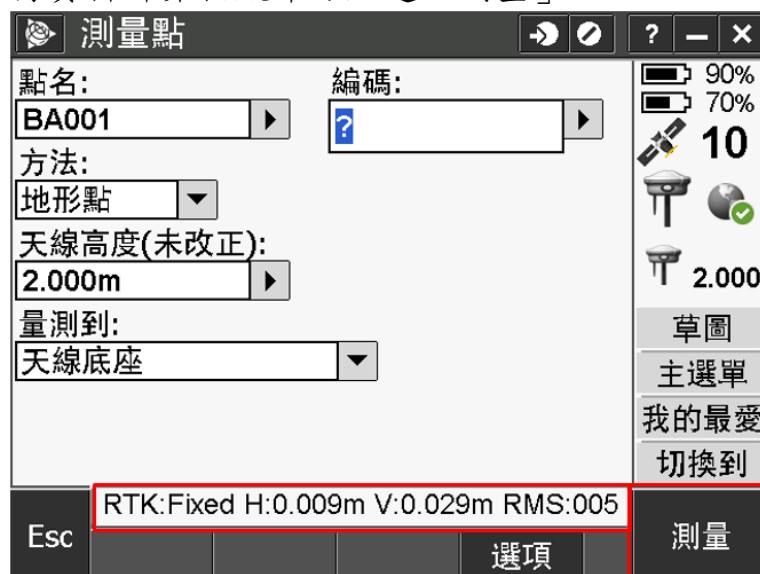 測量點 ? – ×
點名: 編碼:
BA001 ?
方法:
地形點
天線高度(未改正):
2.000m
量測到:
天線底座
90%
70%
10
2.000
草圖
主選單
我的最愛
切換到
RTK:Fixed H:0.009m V:0.029m RMS:005
Esc 選項 測量